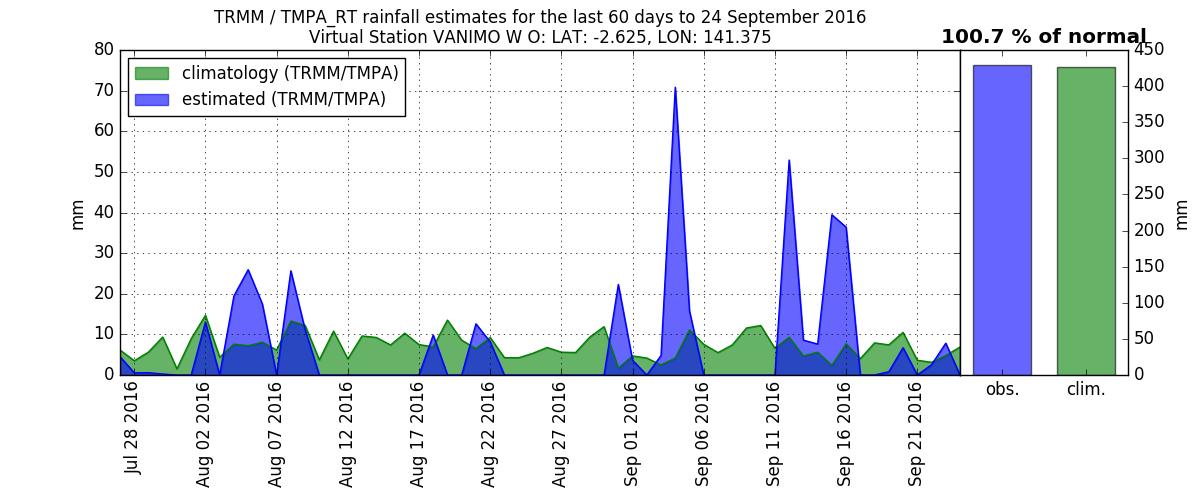 TRMM / TMPA_RT rainfall estimates for the last 60 days to 24 September 2016
Virtual Station VANIMO W O: LAT: -2.625, LON: 141.375
100.7 % of normal
climatology (TRMM/TMPA)
estimated (TRMM/TMPA)
mm
80
70
60
50
40
30
20
10
0
Jul 28 2016
Aug 02 2016
Aug 07 2016
Aug 12 2016
Aug 17 2016
Aug 22 2016
Aug 27 2016
Sep 01 2016
Sep 06 2016
Sep 11 2016
Sep 16 2016
Sep 21 2016
obs.
clim.
450
400
350
300
250
200
150
100
50
0
mm